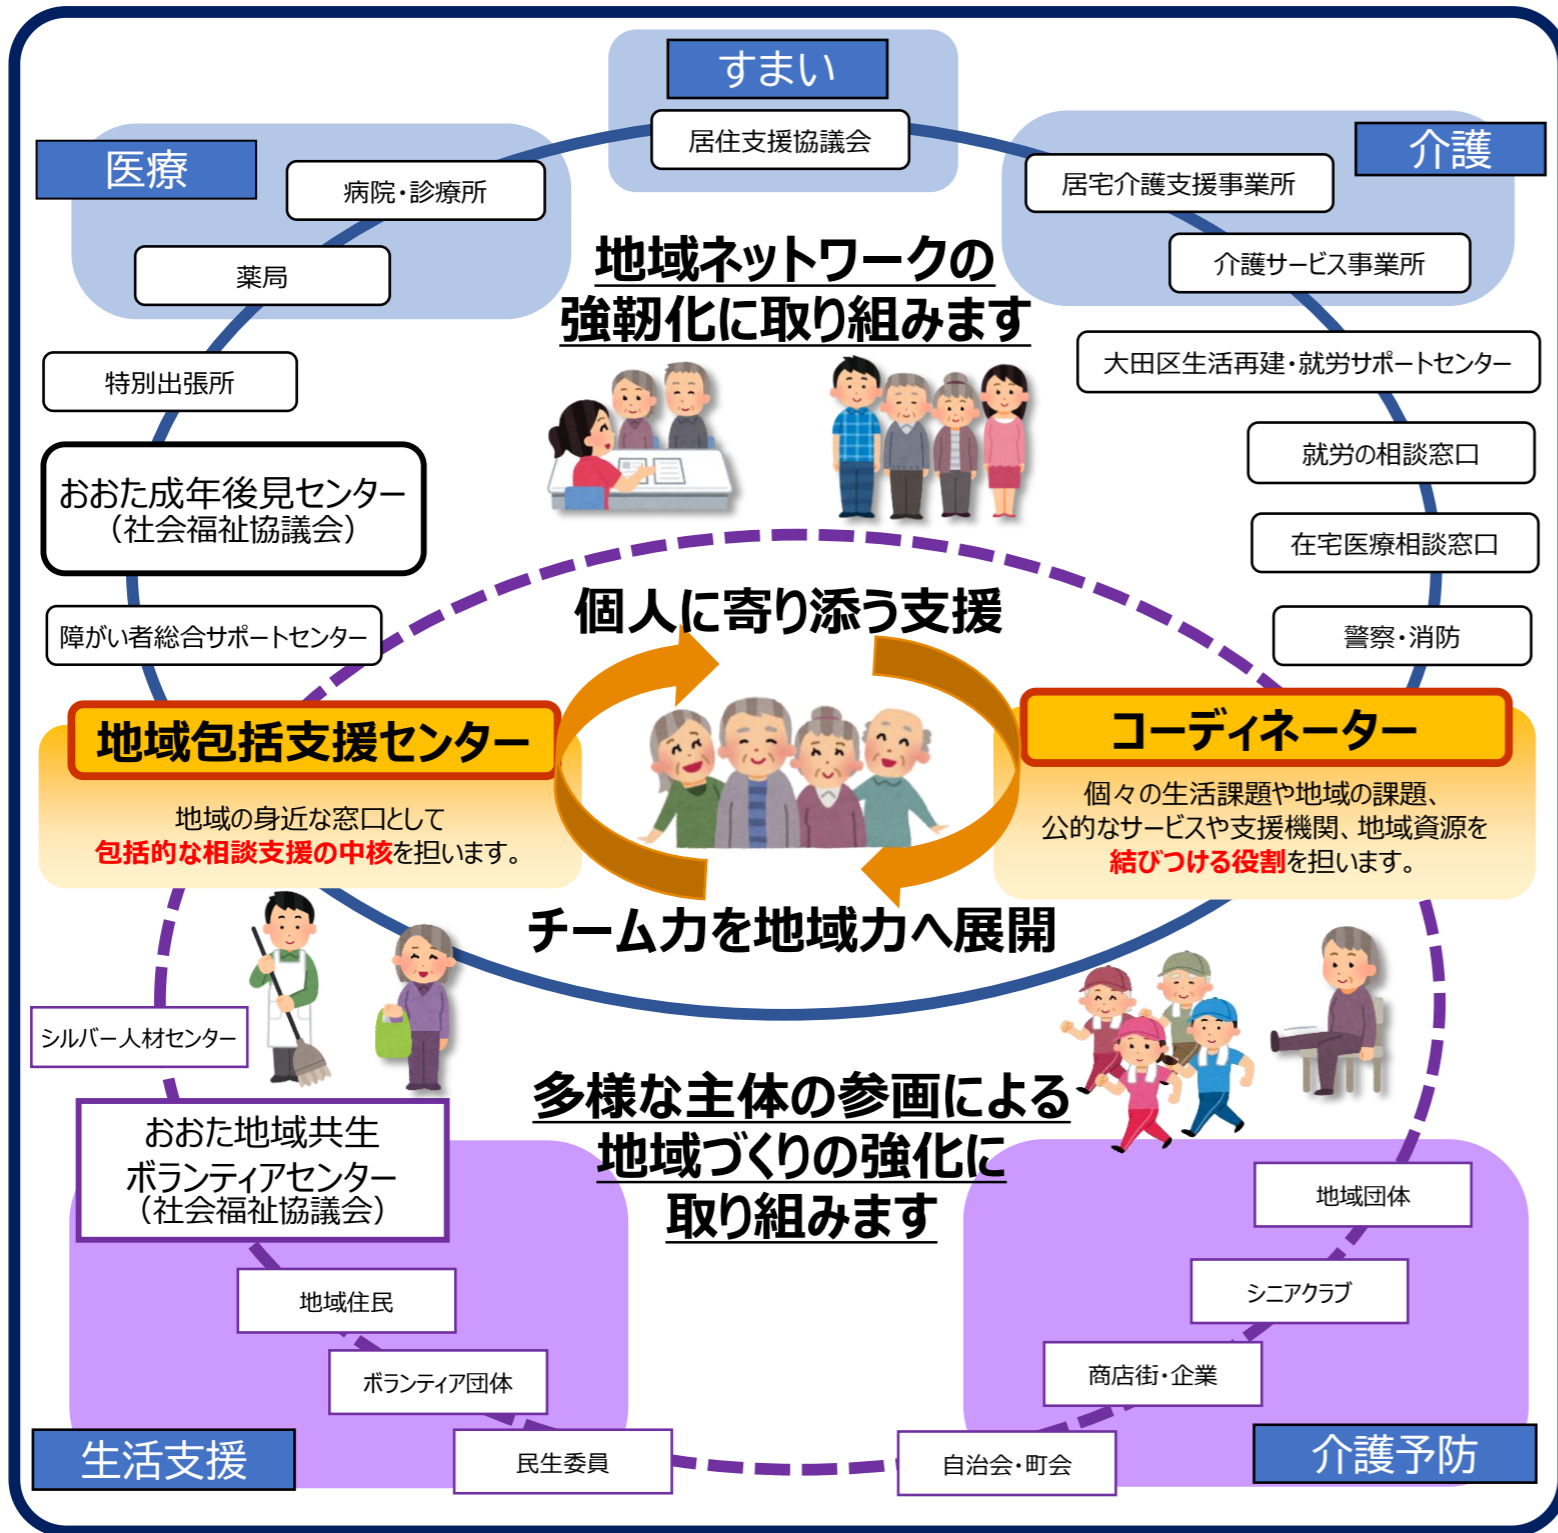 すまい
居住支援協議会
医療
病院・診療所
薬局
介護
居宅介護支援事業所
介護サービス事業所
地域ネットワークの
強靭化に取り組みます
特別出張所
おおた成年後見センター
（社会福祉協議会）
障がい者総合サポートセンター
大田区生活再建・就労サポートセンター
就労の相談窓口
在宅医療相談窓口
警察・消防
個人に寄り添う支援
地域包括支援センター
地域の身近な窓口として
包括的な相談支援の中核を担います。
コーディネーター
個々の生活課題や地域の課題、
公的なサービスや支援機関、地域資源を
結びつける役割を担います。
チーム力を地域力へ展開
シルバー人材センター
おおた地域共生
ボランティアセンター
（社会福祉協議会）
多様な主体の参画による
地域づくりの強化に
取り組みます
地域住民
ボランティア団体
民生委員
生活支援
地域団体
シニアクラブ
商店街・企業
自治会・町会
介護予防